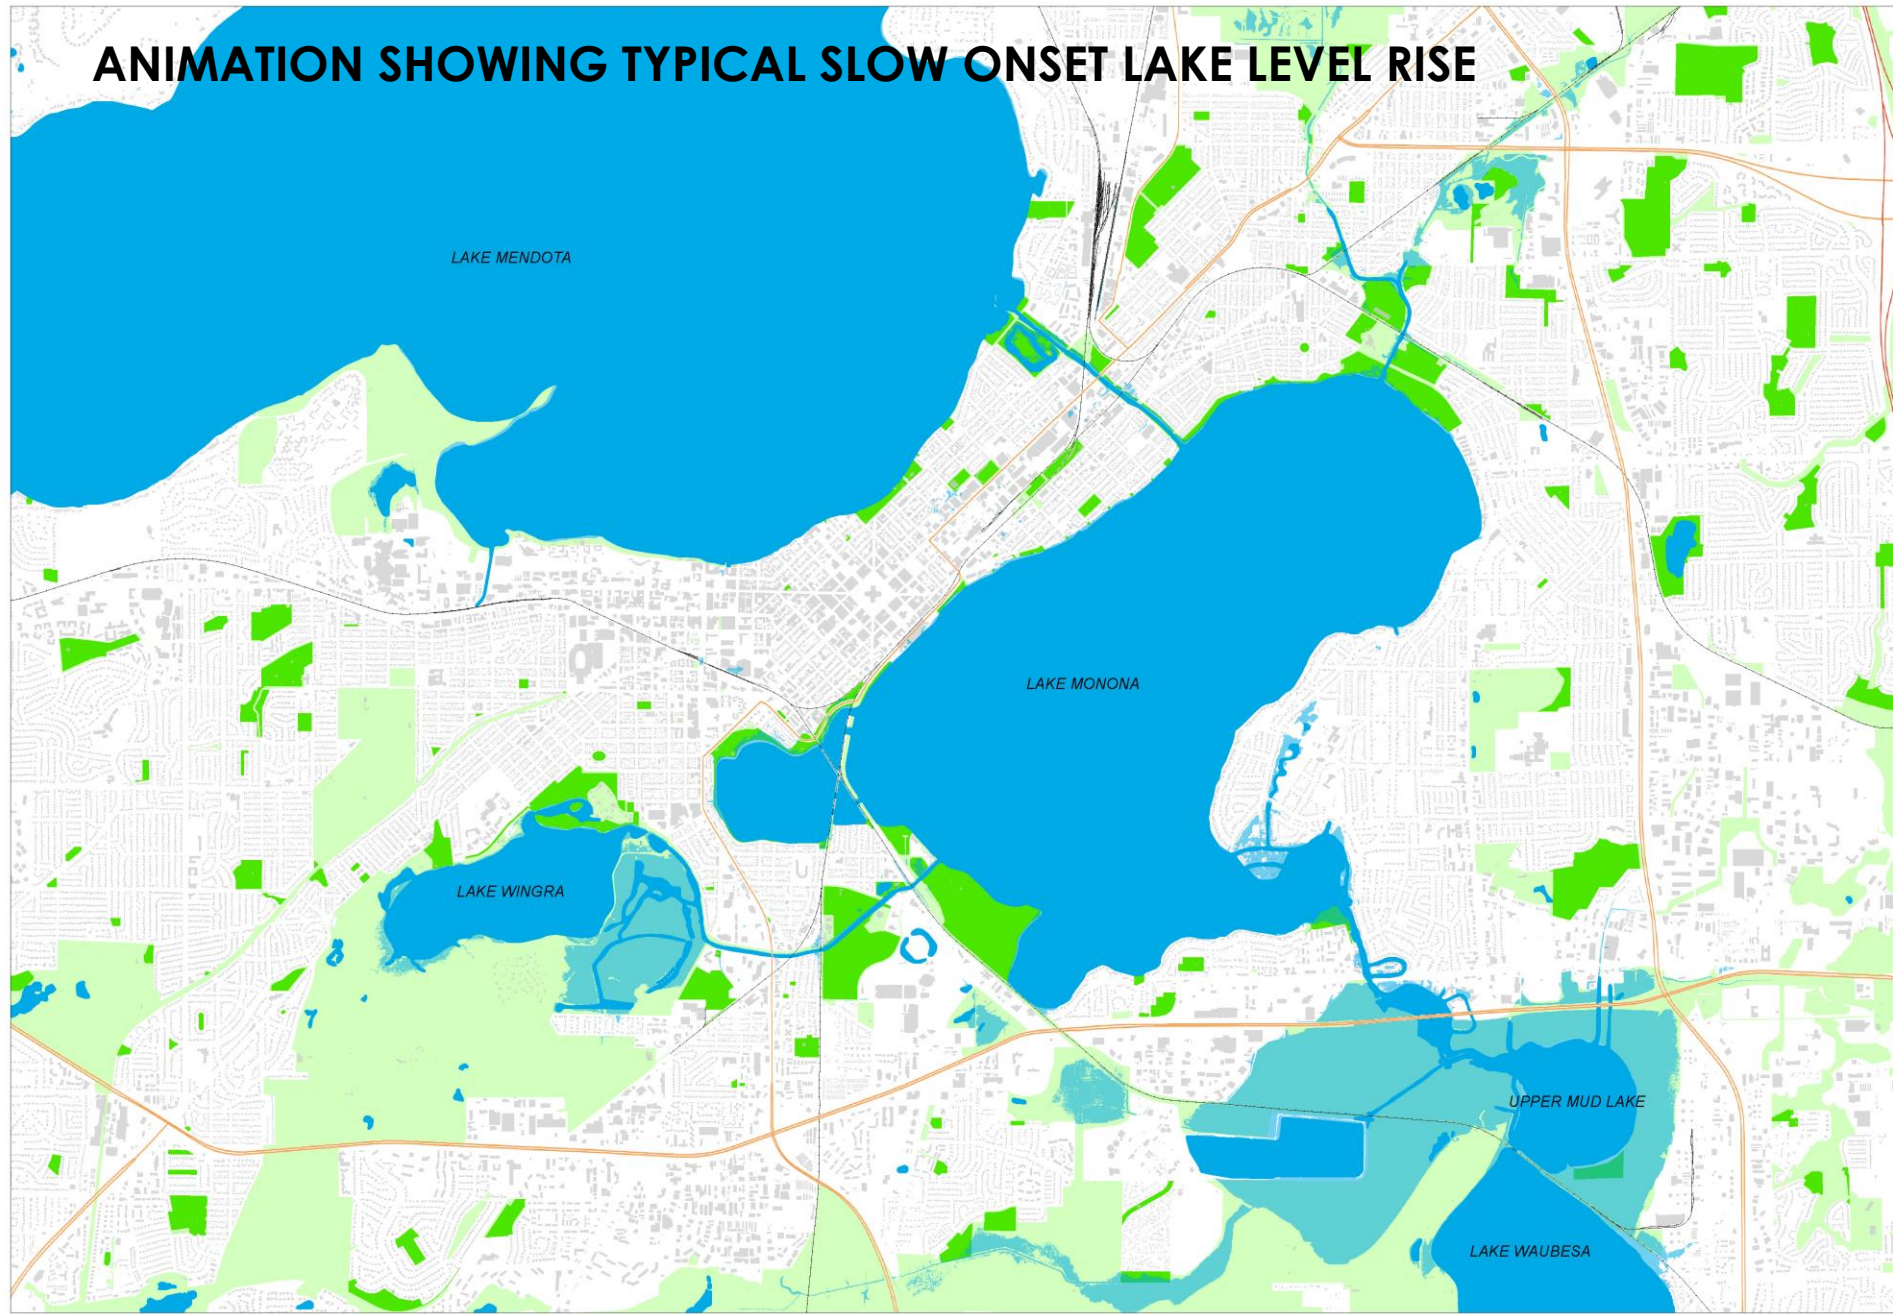 ANIMATION SHOWING TYPICAL SLOW ONSET LAKE LEVEL RISE
LAKE MENDOTA
LAKE MONONA
LAKE WINGRA
UPPER MUD LAKE
LAKE WAUBESA